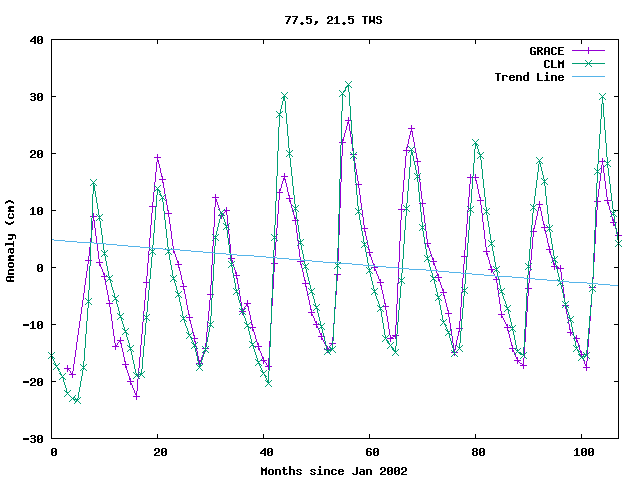 77.5, 21.5 TWS
GRACE
CLM
Trend Line
40
30
20
10
0
-10
-20
-30
Anomaly (cm)
0 20 40 60 80 100
Months since Jan 2002